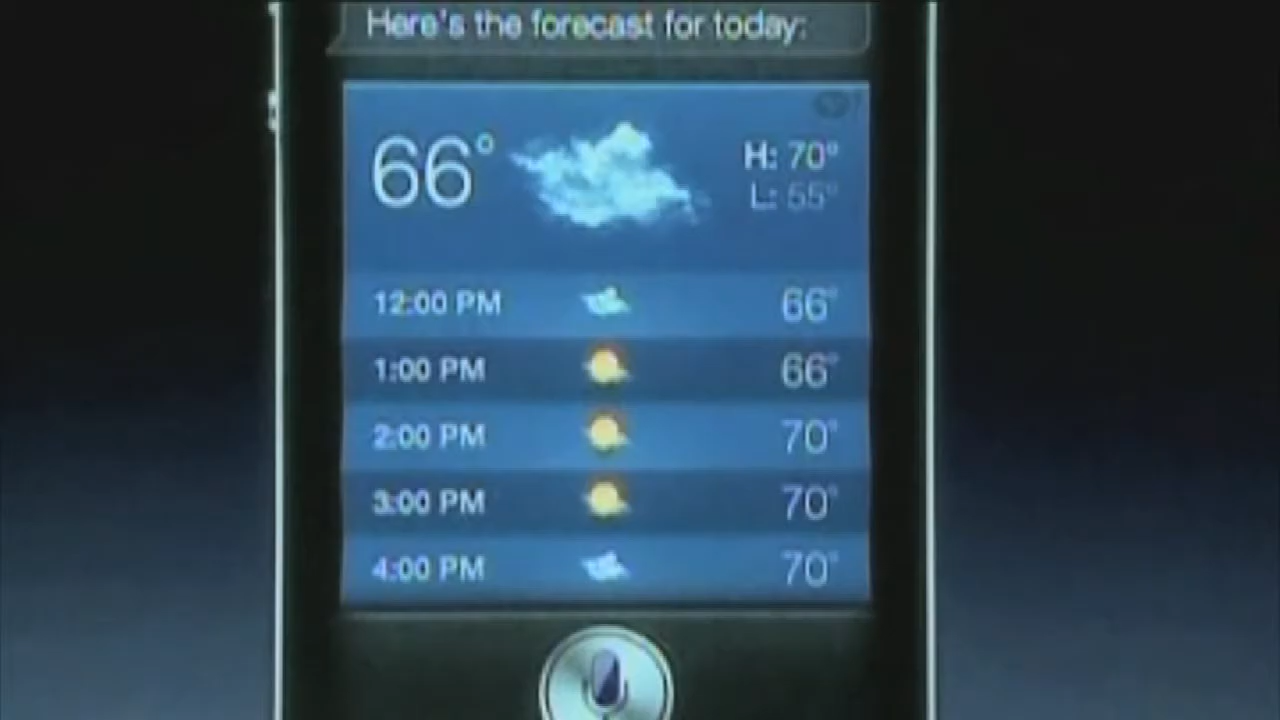 Here's the forecast for today:
66°
H: 70°
L: 55°
12:00 PM 66°
1:00 PM 66°
2:00 PM 70°
3:00 PM 70°
4:00 PM 70°